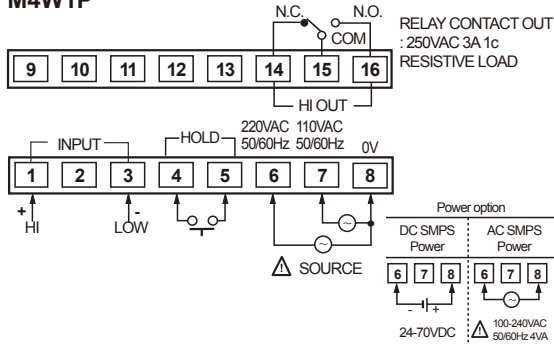 M4W1P
N.C.
N.O.
COM
RELAY CONTACT OUT
: 250VAC 3A 1c
RESISTIVE LOAD
9 10 11 12 13 14 15 16
HI OUT
INPUT
HOLD
220VAC 110VAC
50/60Hz 50/60Hz
0V
1 2 3 4 5 6 7 8
+ -
HI LOW
SOURCE
Power option
DC SMPS
Power
AC SMPS
Power
6 7 8 6 7 8
- +
24-70VDC
100-240VAC
50/60Hz 4VA